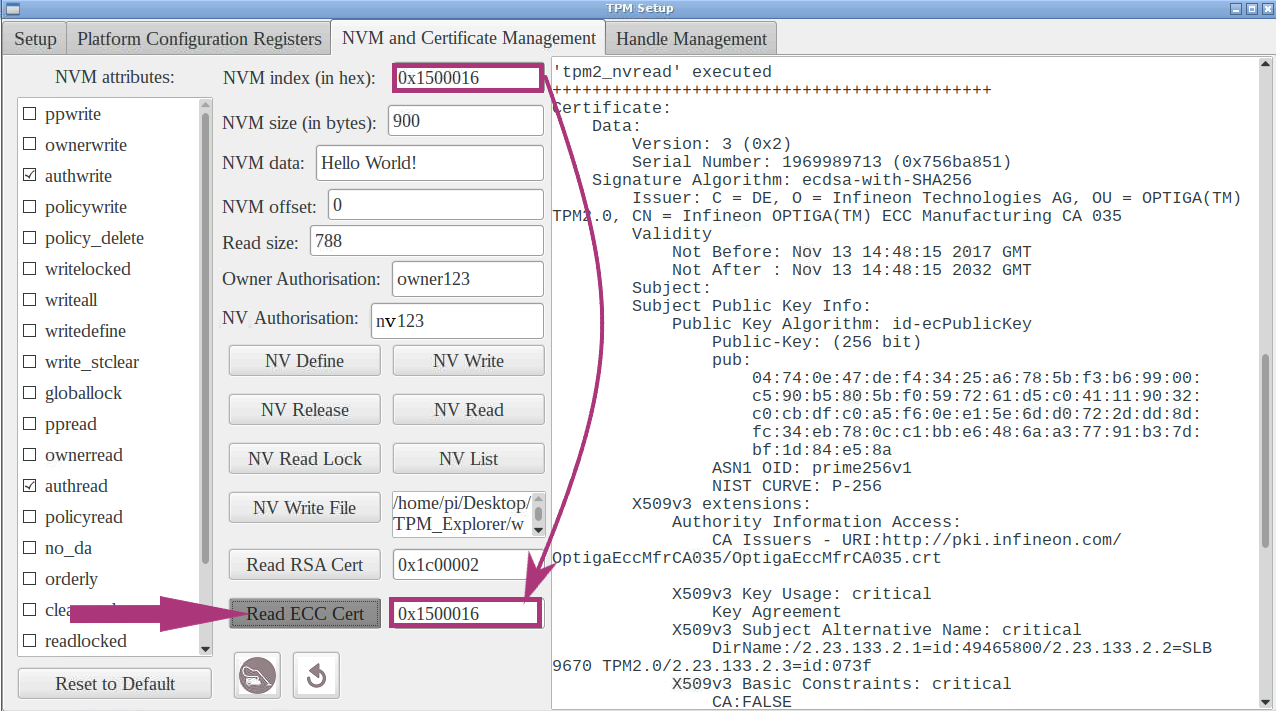 TPM Setup
Setup
Platform Configuration Registers
NVM and Certificate Management
Handle Management
NVM attributes:
ppwrite
ownerwrite
authwrite
policywrite
policy_delete
writelocked
writeall
writedefine
write_stclear
globallock
ppread
ownerread
authread
policyread
no_da
orderly
readlocked
Reset to Default
NVM index (in hex): 0x1500016
NVM size (in bytes): 900
NVM data: Hello World!
NVM offset: 0
Read size: 788
Owner Authorisation: owner123
NV Authorisation: nv123
NV Define
NV Write
NV Release
NV Read
NV Read Lock
NV List
NV Write File
/home/pi/Desktop/
TPM_Explorer/w
Read RSA Cert
0x1c00002
Read ECC Cert
0x1500016
'tpm2_nvread' executed
++++++++++++++++++++++++++++++++++++++++++++
Certificate:
Data:
Version: 3 (0x2)
Serial Number: 1969989713 (0x756ba851)
Signature Algorithm: ecdsa-with-SHA256
Issuer: C = DE, O = Infineon Technologies AG, OU = OPTIGA(TM)
TPM2.0, CN = Infineon OPTIGA(TM) ECC Manufacturing CA 035
Validity
Not Before: Nov 13 14:48:15 2017 GMT
Not After : Nov 13 14:48:15 2032 GMT
Subject:
Subject Public Key Info:
Public Key Algorithm: id-ecPublicKey
Public-Key: (256 bit)
pub:
04:74:0e:47:de:f4:34:25:a6:78:5b:f3:b6:99:00:
c5:90:b5:80:5b:f0:59:72:61:d5:c0:41:11:90:32:
c0:cb:df:c0:a5:f6:0e:e1:5e:6d:d0:72:2d:dd:8d:
fc:34:eb:78:0c:c1:bb:e6:48:6a:a3:77:91:b3:7d:
bf:1d:84:e5:8a
ASN1 OID: prime256v1
NIST CURVE: P-256
X509v3 extensions:
Authority Information Access:
CA Issuers - URI:http://pki.infineon.com/
OptigaEccMfrCA035/OptigaEccMfrCA035.crt
X509v3 Key Usage: critical
Key Agreement
X509v3 Subject Alternative Name: critical
DirName:/2.23.133.2.1=id:49465800/2.23.133.2.2=SLB
9670 TPM2.0/2.23.133.2.3=id:073f
X509v3 Basic Constraints: critical
CA:FALSE